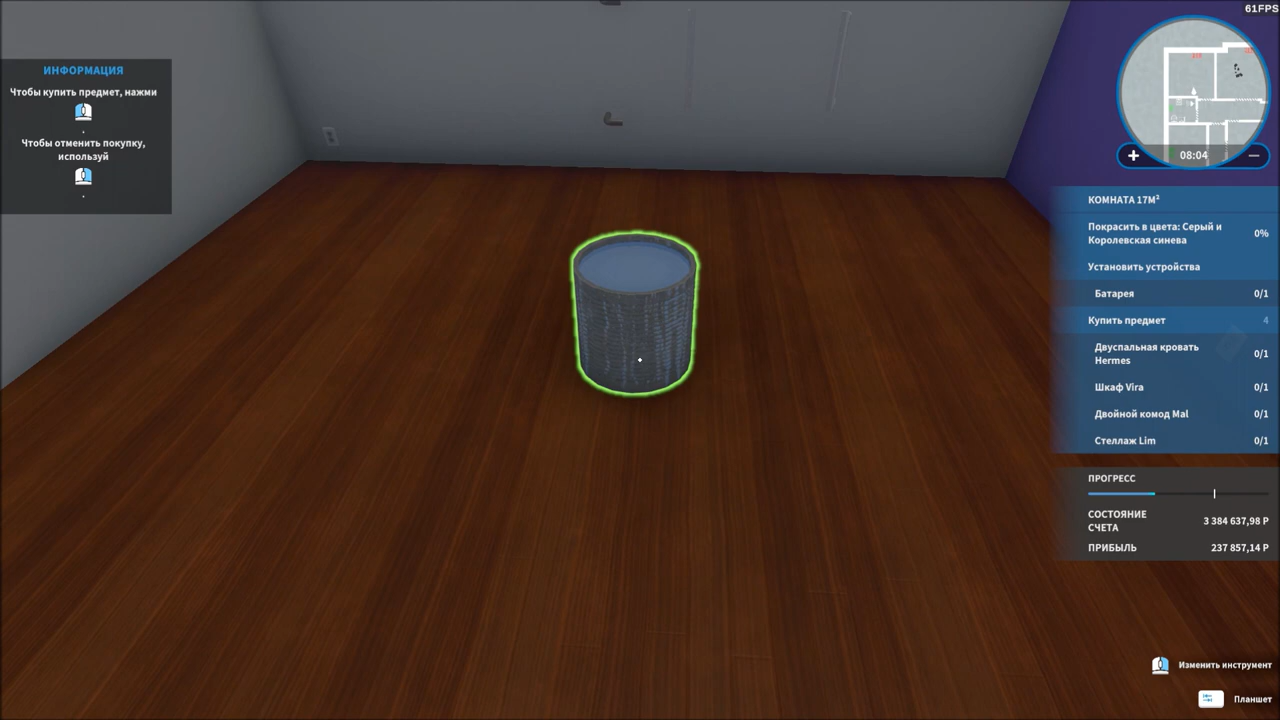 61FPS
ИНФОРМАЦИЯ
Чтобы купить предмет, нажми
.
Чтобы отменить покупку,
используй
.
+ 08:04 −
КОМНАТА 17М²
Покрасить в цвета: Серый и
Королевская синева 0%
Установить устройства
Батарея 0/1
Купить предмет 4
Двуспальная кровать
Hermes 0/1
Шкаф Vira 0/1
Двойной комод Mal 0/1
Стеллаж Lim 0/1
ПРОГРЕСС
СОСТОЯНИЕ
СЧЕТА 3 384 637,98 Р
ПРИБЫЛЬ 237 857,14 Р
Изменить инструмент
Планшет